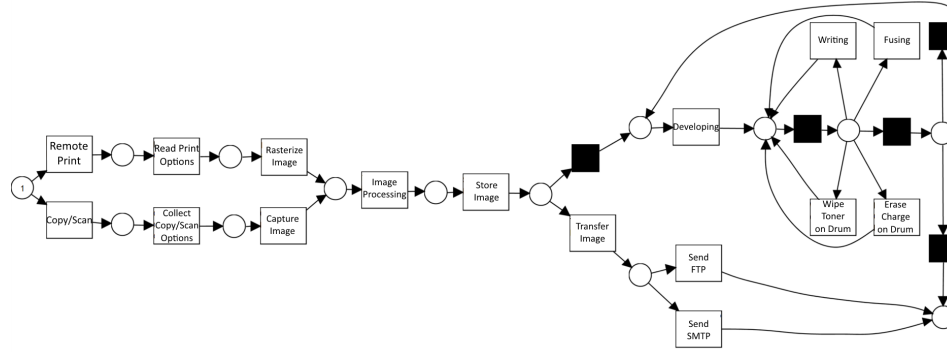 Writing
Fusing
Developing
Remote
Print
Read Print
Options
Rasterize
Image
1
Image
Processing
Store
Image
Copy/Scan
Collect
Copy/Scan
Options
Capture
Image
Transfer
Image
Wipe
Toner
on Drum
Erase
Charge
on Drum
Send
FTP
Send
SMTP